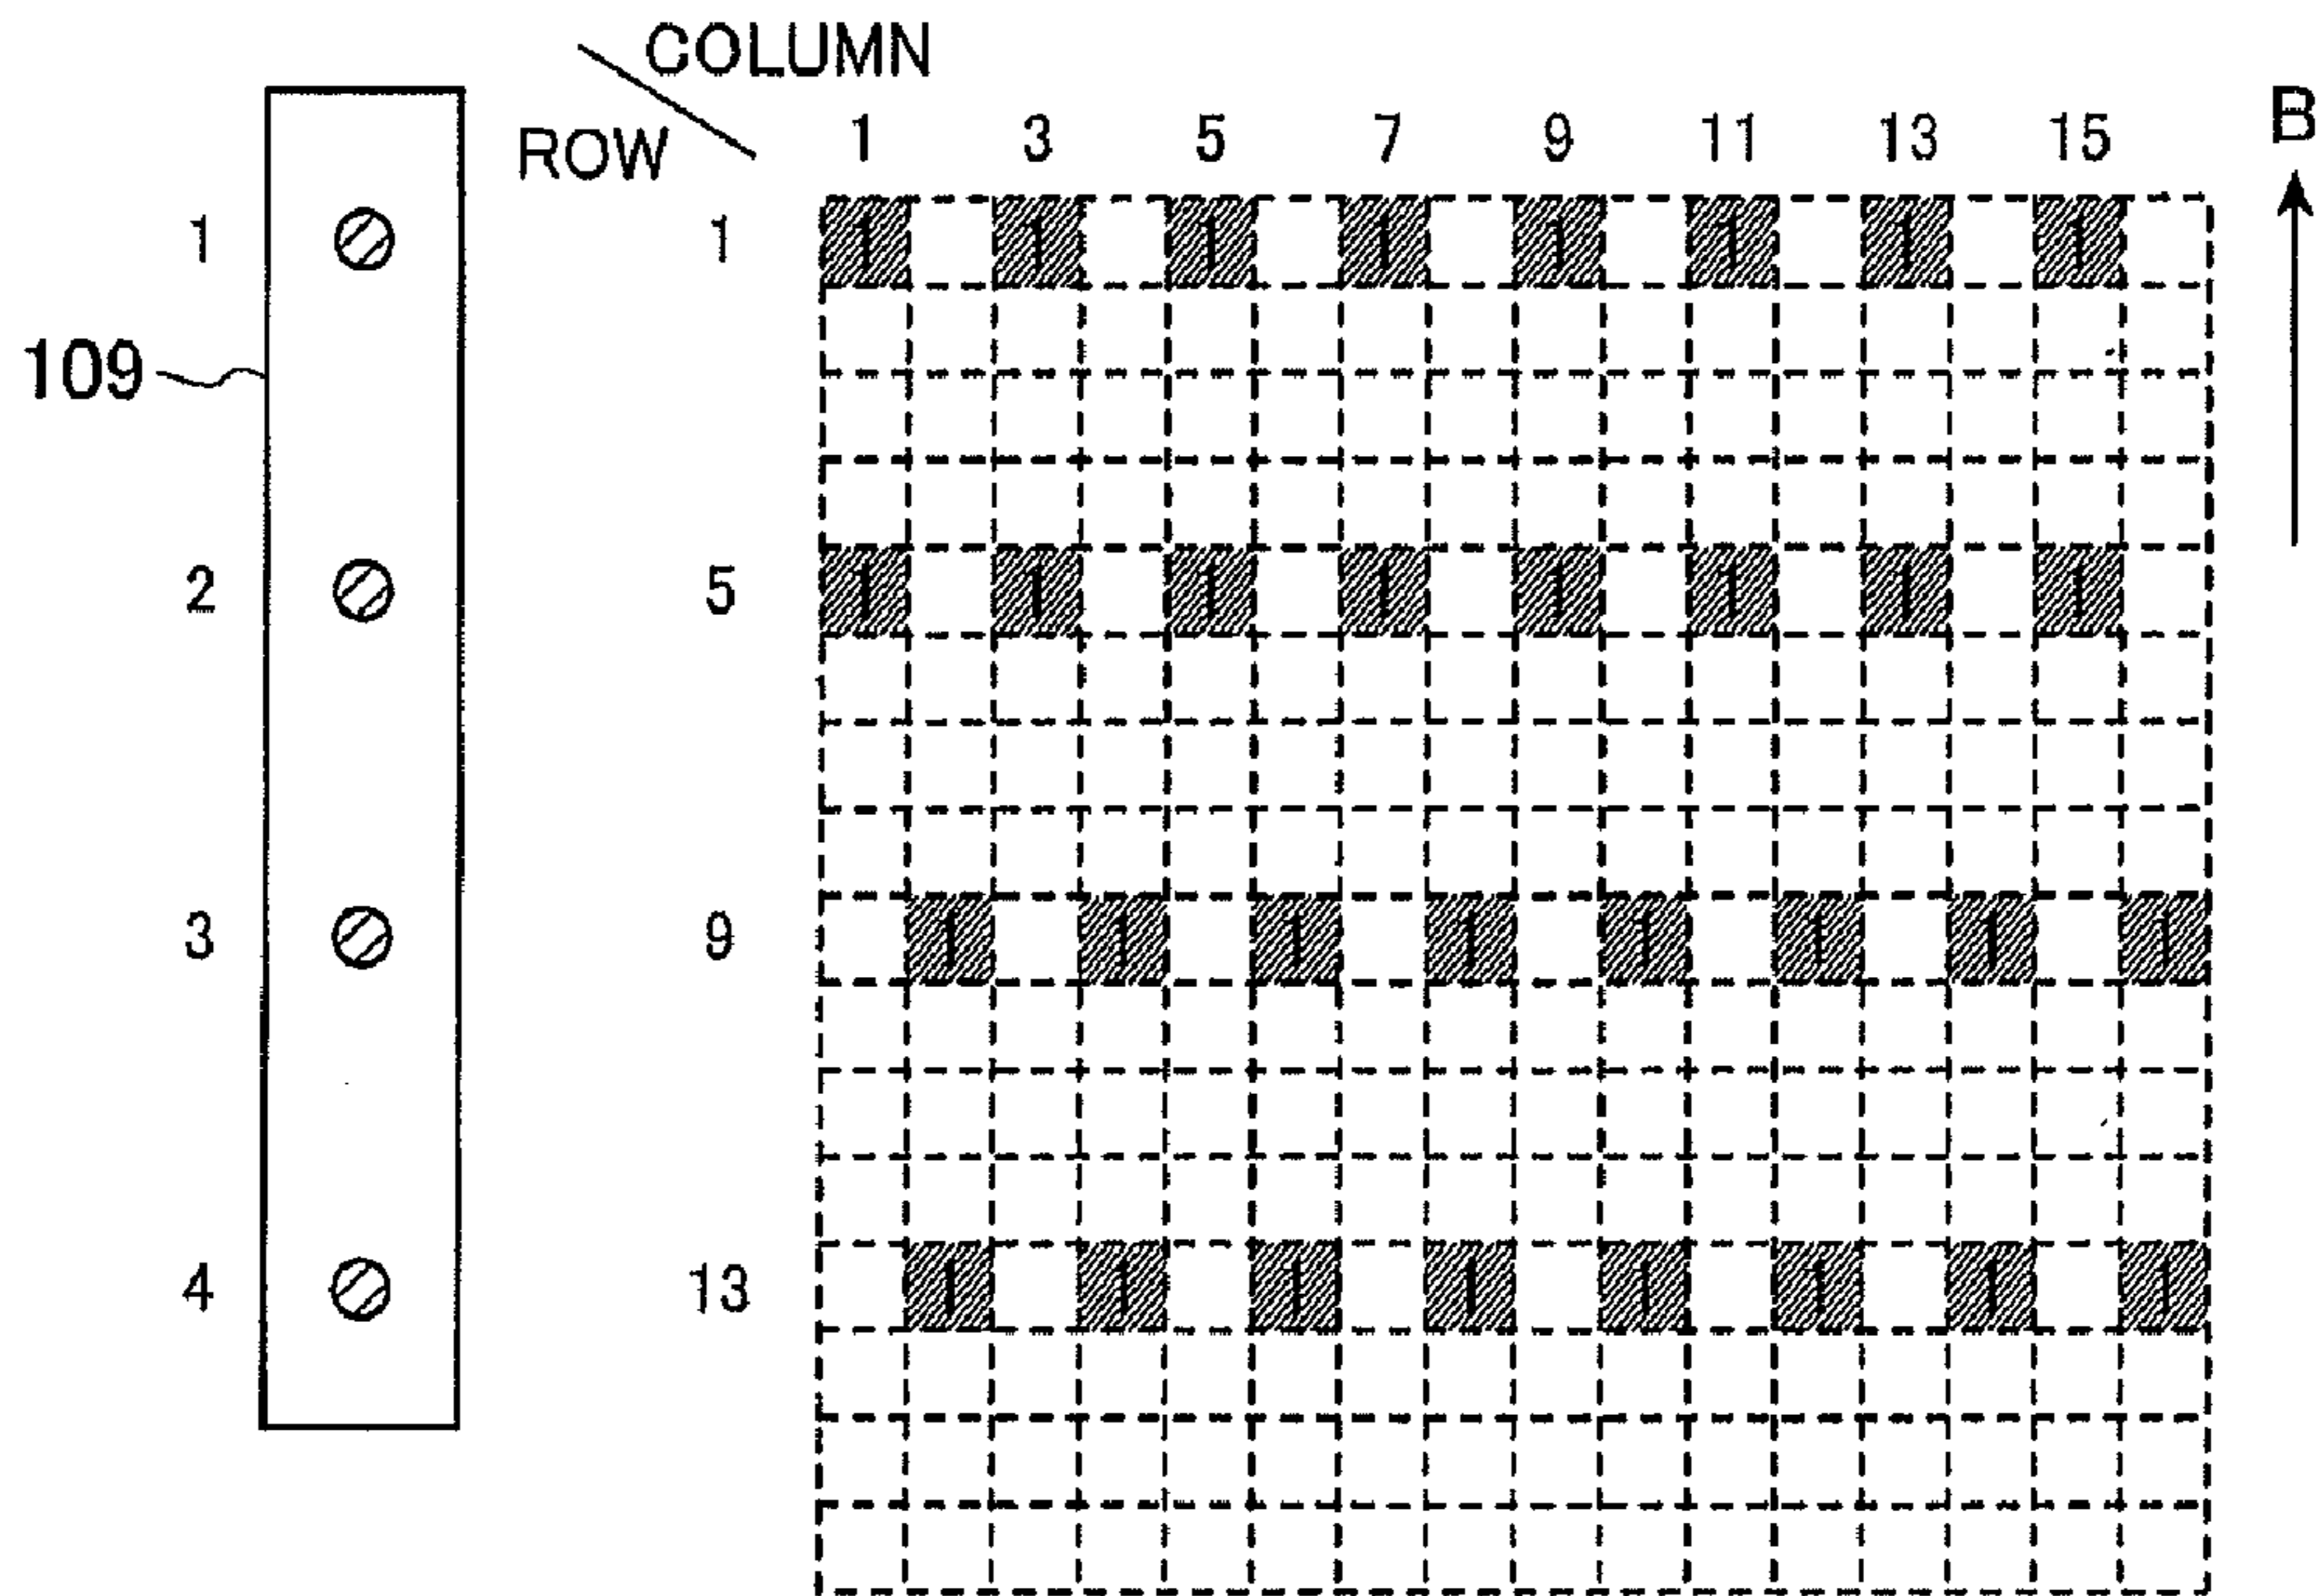 COLUMN
ROW 1 3 5 7 9 11 13 15 B
1 1 1 1 1 1 1 1 1 1
109
2 5 1 1 1 1 1 1 1 1
3 9 1 1 1 1 1 1 1 1
4 13 1 1 1 1 1 1 1 1